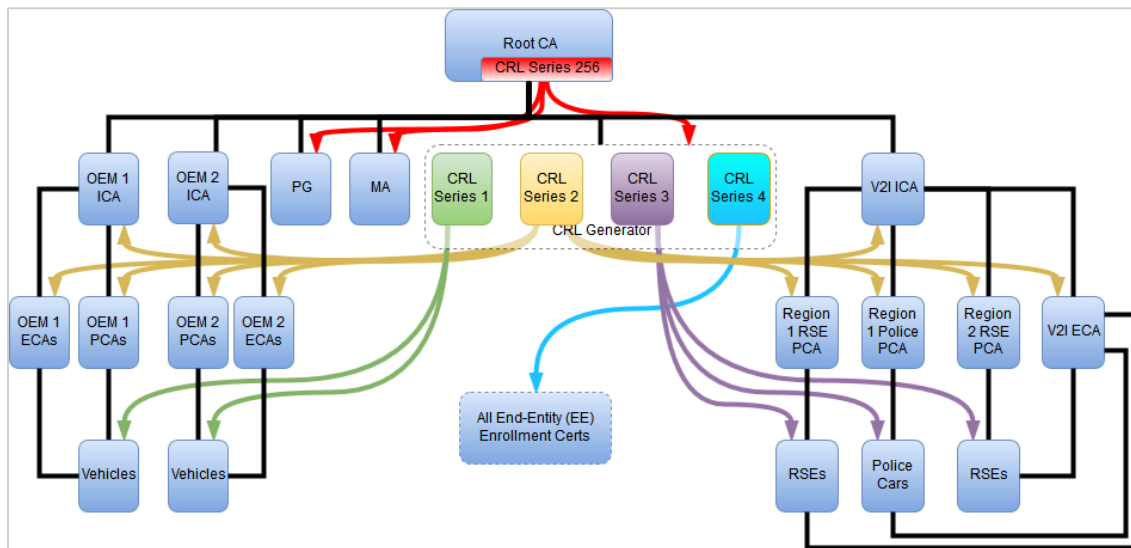 Root CA
CRL Series 256
OEM 1
ICA
OEM 2
ICA
PG
MA
CRL
Series 1
CRL
Series 2
CRL
Series 3
CRL
Series 4
CRL Generator
V2I ICA
OEM 1
ECAs
OEM 1
PCAs
OEM 2
PCAs
OEM 2
ECAs
Region
1 RSE
PCA
Region
1 Police
PCA
Region
2 RSE
PCA
V2I ECA
All End-Entity (EE)
Enrollment Certs
Vehicles
Vehicles
RSEs
Police
Cars
RSEs